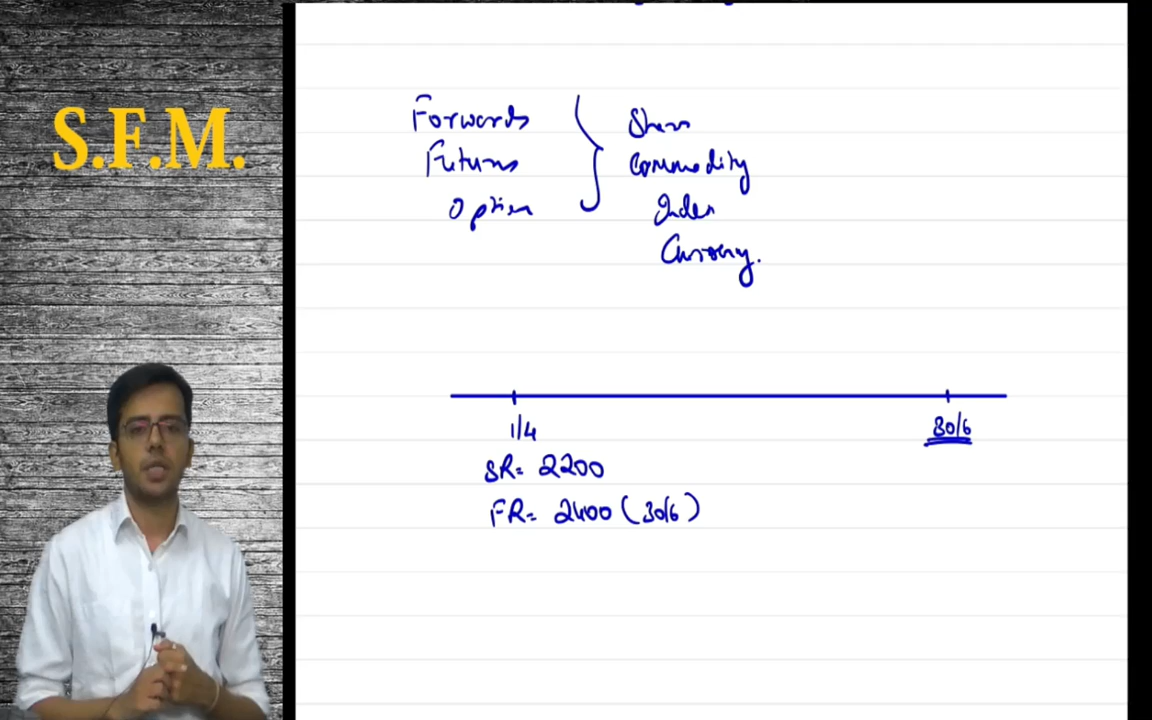 S.F.M.
Forwards
Futures
Option
Shares
Commodity
Index
Currency.
1/4
30/6
SR= 2200
FR= 2400 (30/6)